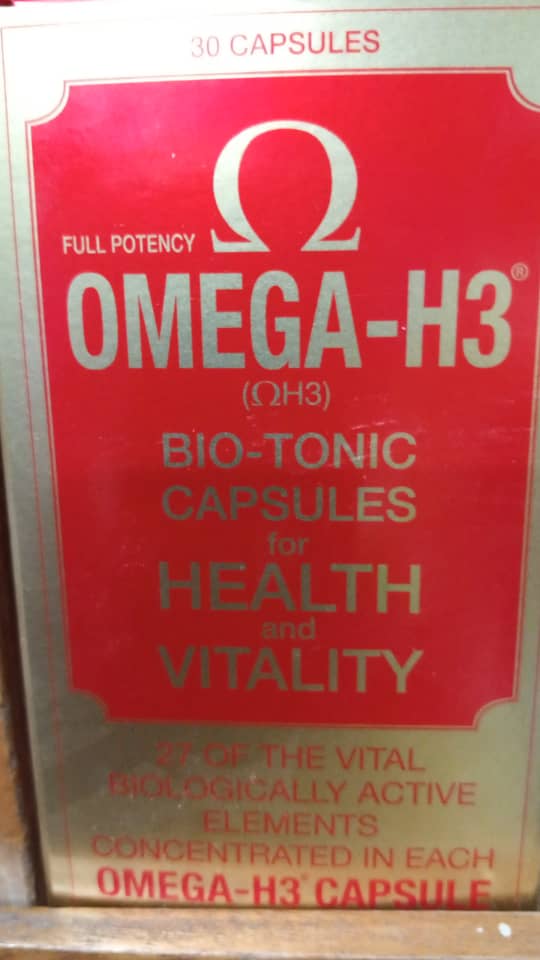 30 CAPSULES
Ω
FULL POTENCY
OMEGA-H3®
(ΩH3)
BIO-TONIC
CAPSULES
for
HEALTH
and
VITALITY
27 OF THE VITAL
BIOLOGICALLY ACTIVE
ELEMENTS
CONCENTRATED IN EACH
OMEGA-H3® CAPSULE